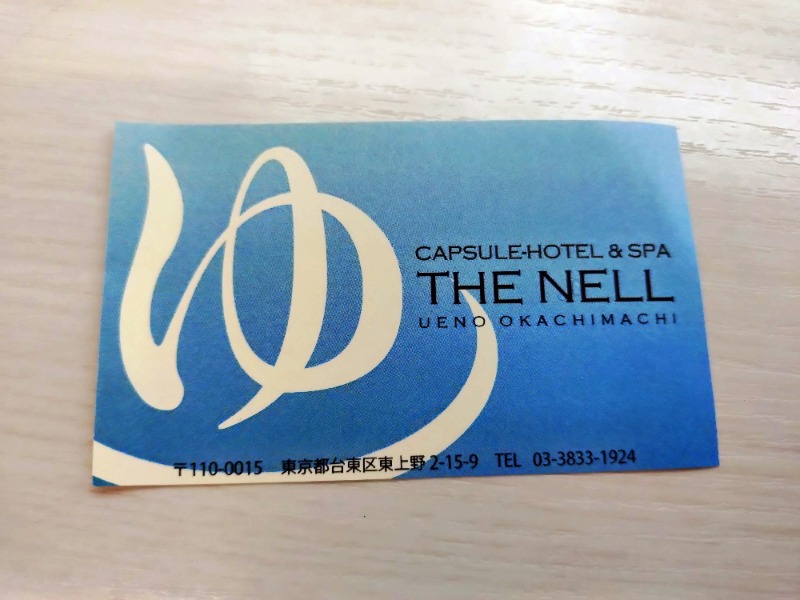 ゆ
CAPSULE-HOTEL & SPA
THE NELL
UENO OKACHIMACHI
〒110-0015 東京都台東区東上野 2-15-9 TEL 03-3833-1924